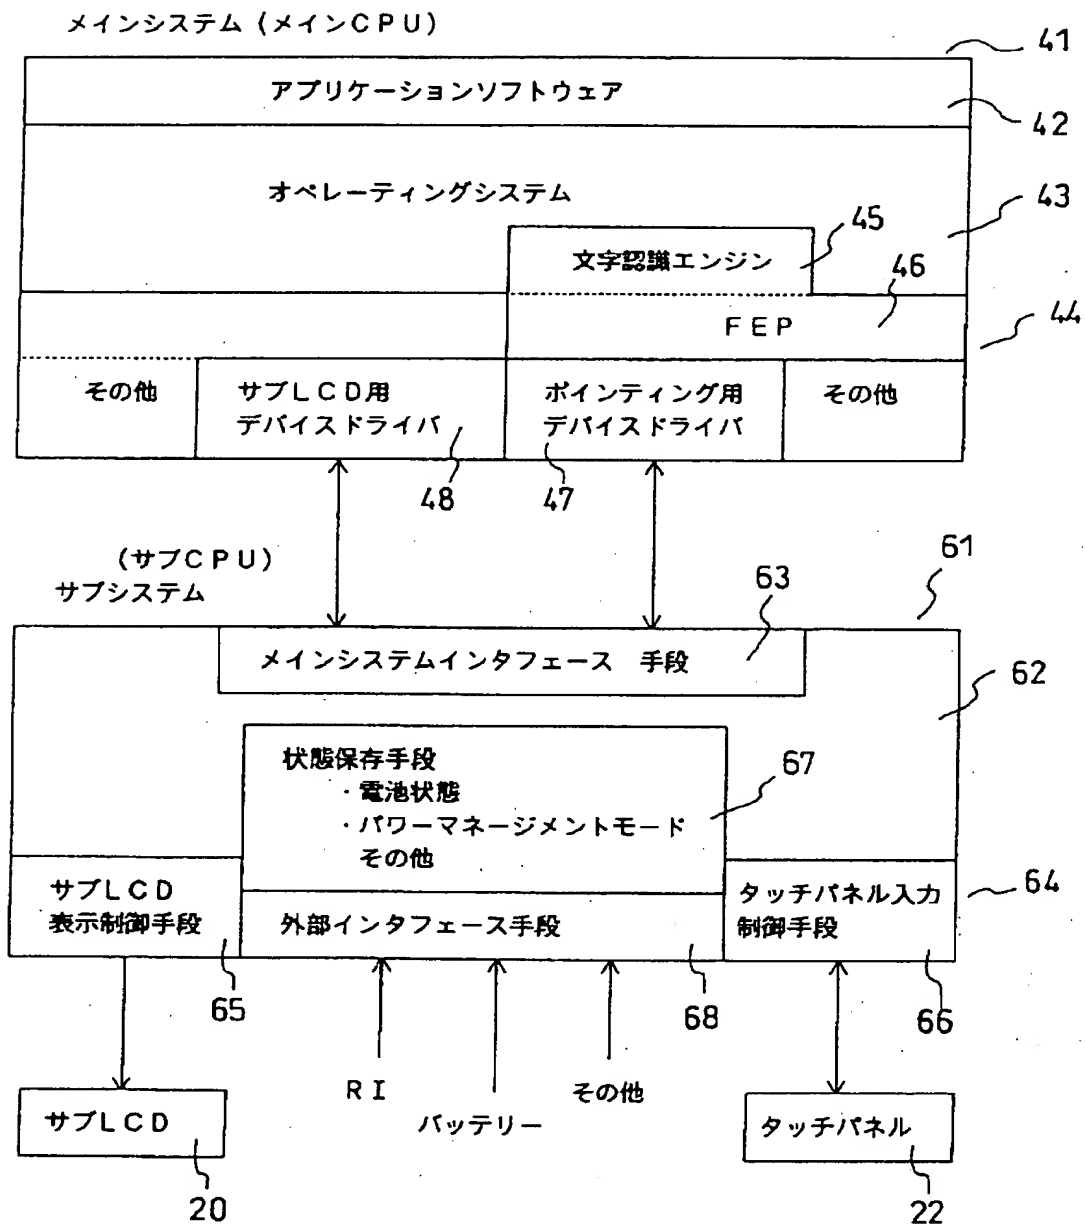 メインシステム(メインCPU)
41
アプリケーションソフトウェア
42
オペレーティングシステム
43
45
文字認識エンジン
46
FEP
44
その他
サブLCD用
デバイスドライバ
ポインティング用
デバイスドライバ
その他
48
47
(サブCPU)
サブシステム
61
63
メインシステムインタフェース 手段
62
状態保存手段
・電池状態
・パワーマネージメントモード
その他
67
サブLCD
表示制御手段
外部インタフェース手段
タッチパネル入力
制御手段
64
65
68
66
RI
バッテリー
その他
サブLCD
タッチパネル
20
22